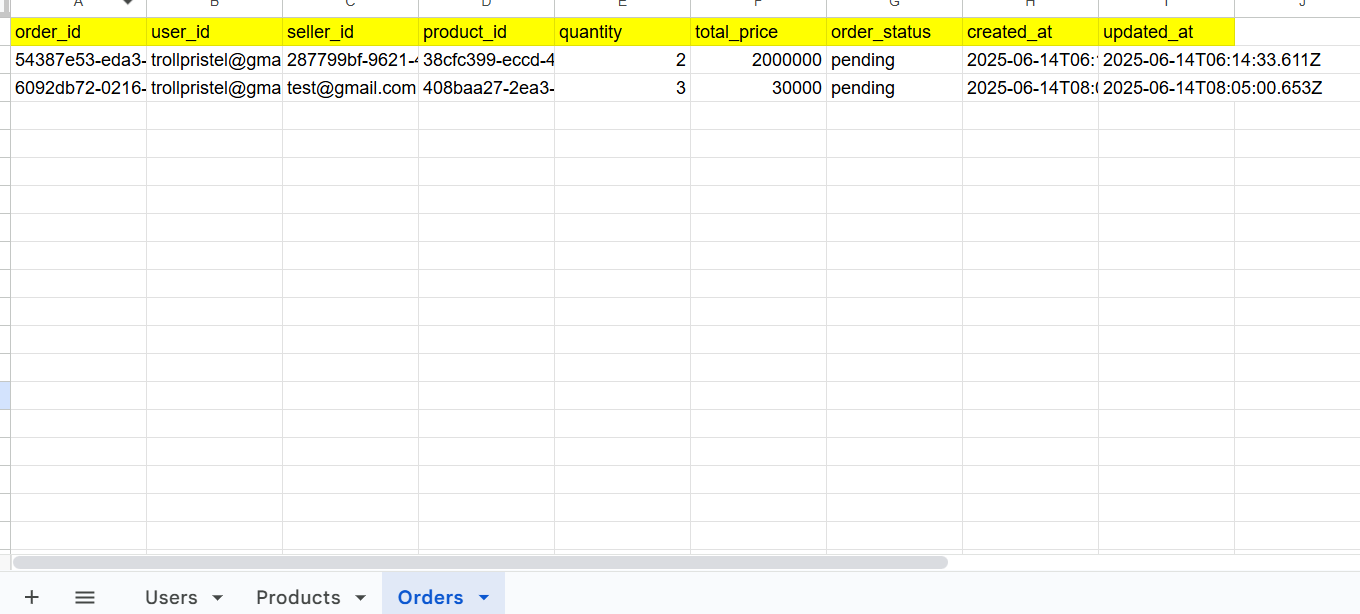 A B C D E F G H I J
order_id user_id seller_id product_id quantity total_price order_status created_at updated_at
54387e53-eda3- trollpristel@gma 287799bf-9621-4 38cfc399-eccd-4 2 2000000 pending 2025-06-14T06: 2025-06-14T06:14:33.611Z
6092db72-0216- trollpristel@gma test@gmail.com 408baa27-2ea3- 3 30000 pending 2025-06-14T08:0 2025-06-14T08:05:00.653Z
Users Products Orders